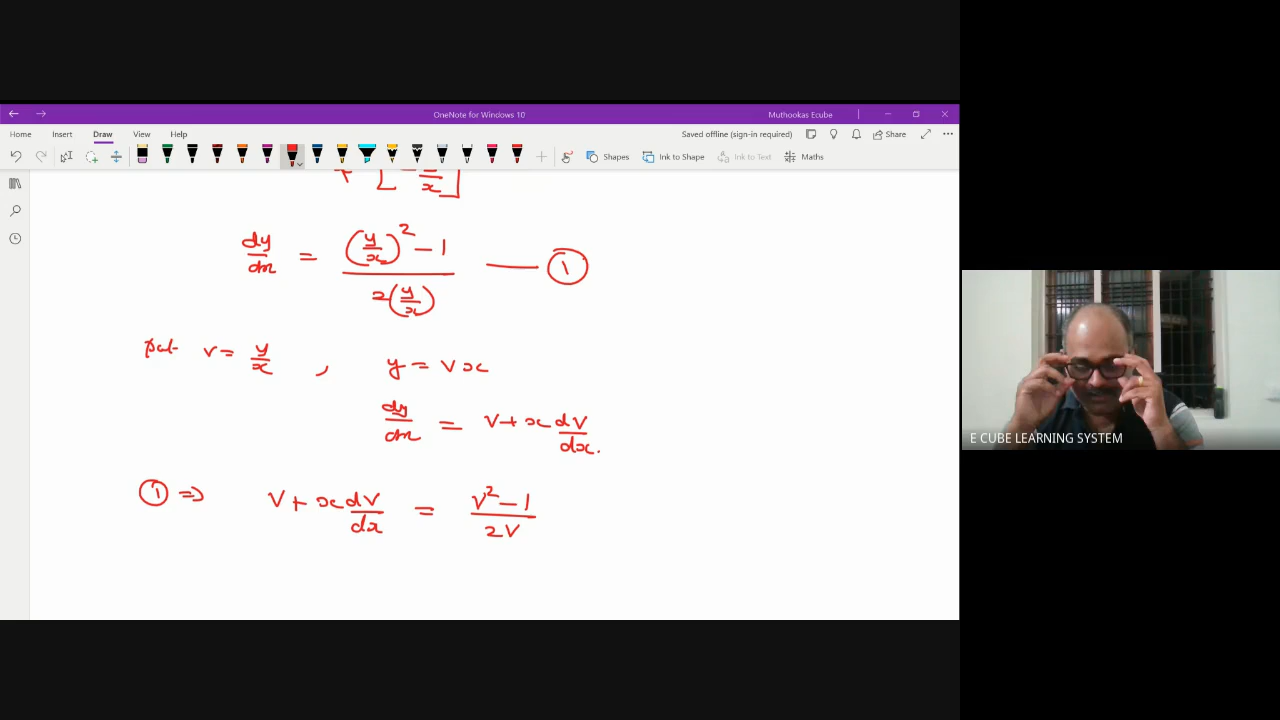 OneNote for Windows 10
Muthookas Ecube
Home Insert Draw View Help
Saved offline (sign-in required) Share
Shapes Ink to Shape Ink to Text Maths
x
dy/dx = ((y/x)² - 1) / (2(y/x)) — ①
put v = y/x , y = vx
dy/dx = v + x dv/dx.
① ⇒ v + x dv/dx = (v² - 1) / 2v
E CUBE LEARNING SYSTEM